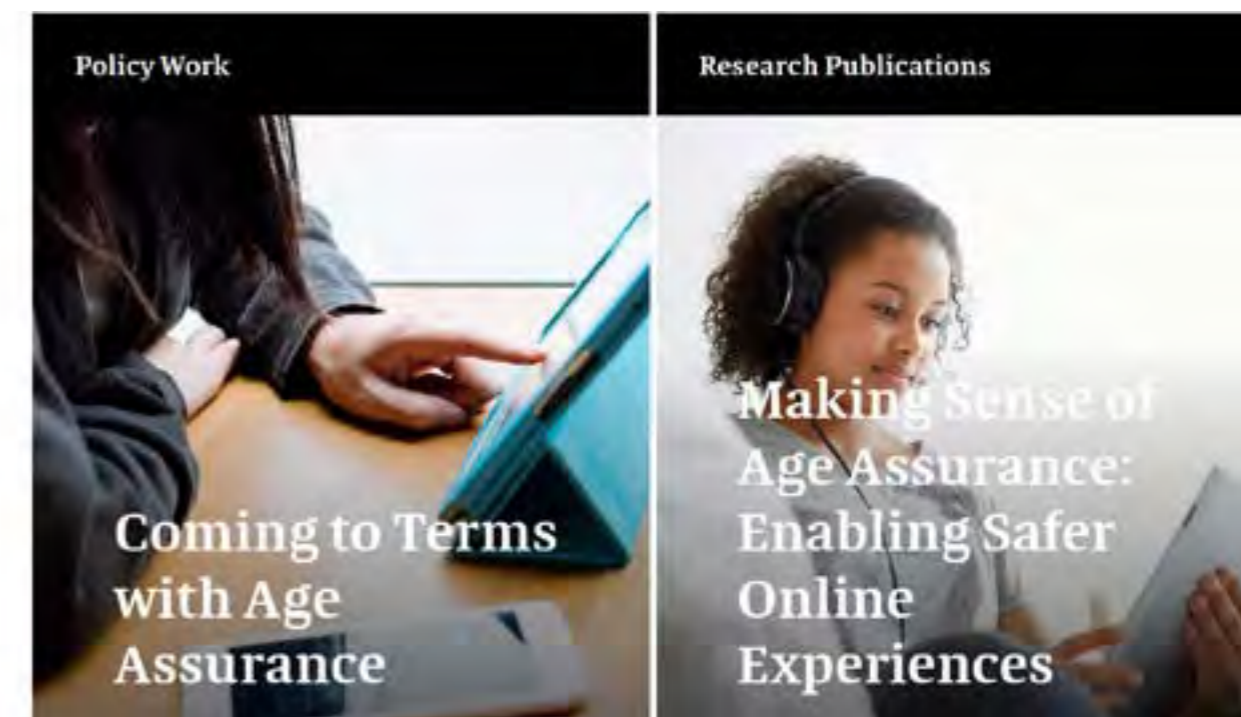 Policy Work
Coming to Terms
with Age
Assurance
Research Publications
Making Sense of
Age Assurance:
Enabling Safer
Online
Experiences